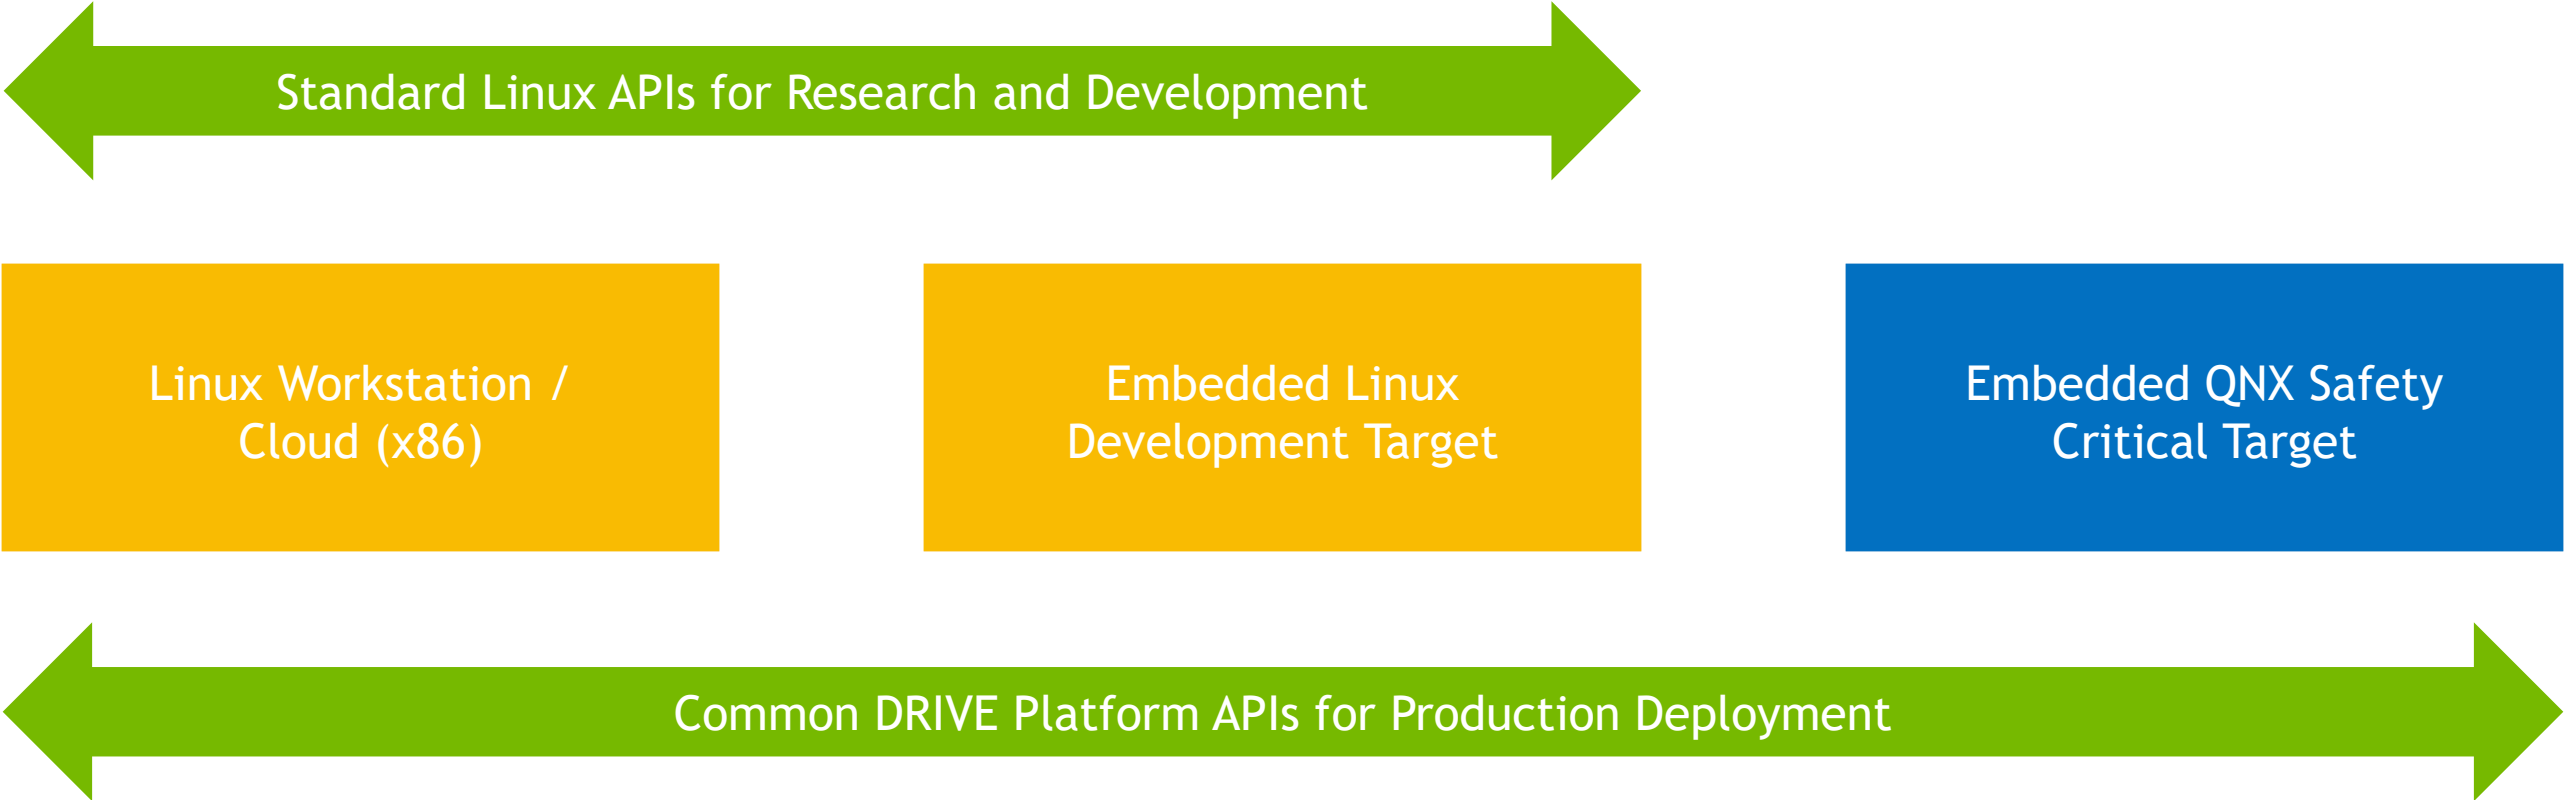 Standard Linux APIs for Research and Development
Linux Workstation /
Cloud (x86)
Embedded Linux
Development Target
Embedded QNX Safety
Critical Target
Common DRIVE Platform APIs for Production Deployment